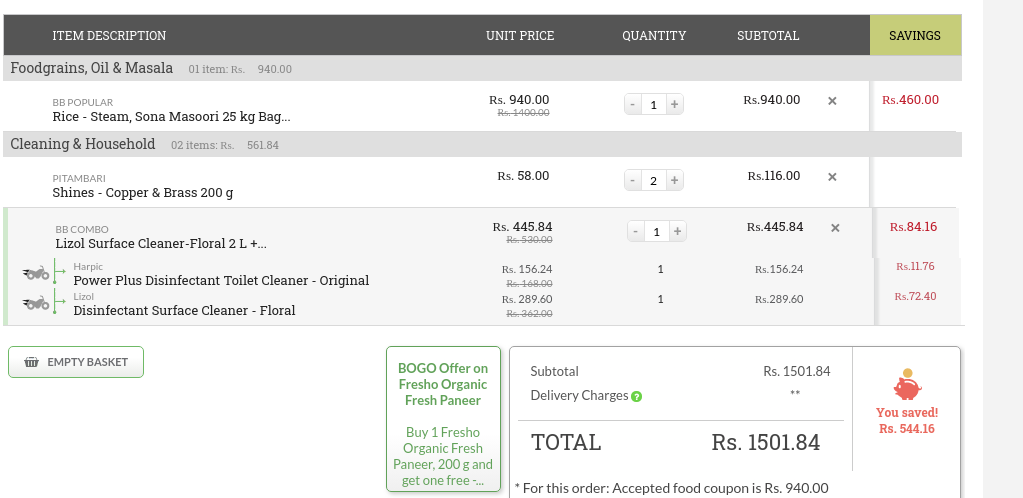 ITEM DESCRIPTION UNIT PRICE QUANTITY SUBTOTAL SAVINGS
Foodgrains, Oil & Masala 01 item: Rs. 940.00
BB POPULAR Rs. 940.00 - 1 + Rs.940.00 × Rs.460.00
Rice - Steam, Sona Masoori 25 kg Bag... Rs. 1400.00
Cleaning & Household 02 items: Rs. 561.84
PITAMBARI Rs. 58.00 - 2 + Rs.116.00 ×
Shines - Copper & Brass 200 g
BB COMBO Rs. 445.84 - 1 + Rs.445.84 × Rs.84.16
Lizol Surface Cleaner-Floral 2 L +... Rs. 530.00
Harpic Rs. 156.24 1 Rs.156.24 Rs.11.76
Power Plus Disinfectant Toilet Cleaner - Original Rs. 168.00
Lizol Rs. 289.60 1 Rs.289.60 Rs.72.40
Disinfectant Surface Cleaner - Floral Rs. 362.00
EMPTY BASKET
BOGO Offer on
Fresho Organic
Fresh Paneer
Buy 1 Fresho
Organic Fresh
Paneer, 200 g and
get one free -...
Subtotal Rs. 1501.84
Delivery Charges ? **
TOTAL Rs. 1501.84
* For this order: Accepted food coupon is Rs. 940.00
You saved!
Rs. 544.16